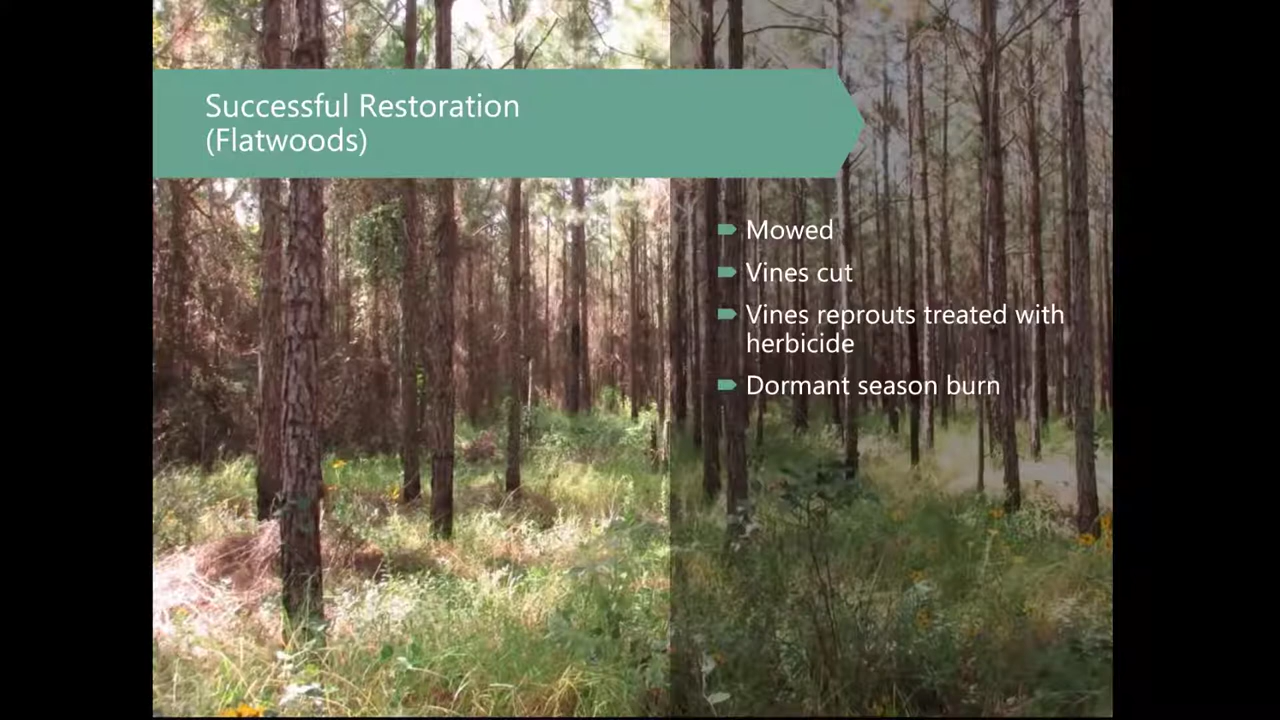 Successful Restoration
(Flatwoods)
Mowed
Vines cut
Vines reprouts treated with
herbicide
Dormant season burn